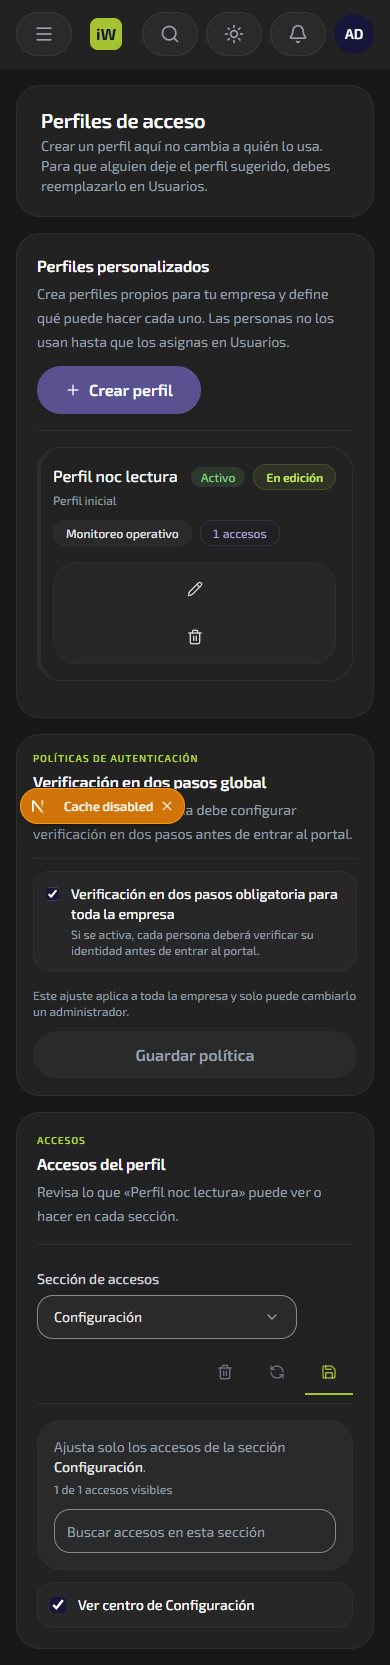 iW
AD
Perfiles de acceso
Crear un perfil aquí no cambia a quién lo usa.
Para que alguien deje el perfil sugerido, debes
reemplazarlo en Usuarios.
Perfiles personalizados
Crea perfiles propios para tu empresa y define
qué puede hacer cada uno. Las personas no los
usan hasta que los asignas en Usuarios.
+ Crear perfil
Perfil noc lectura Activo En edición
Perfil inicial
Monitoreo operativo 1 accesos
POLÍTICAS DE AUTENTICACIÓN
Verificación en dos pasos global
Cache disabled
a debe configurar
verificación en dos pasos antes de entrar al portal.
Verificación en dos pasos obligatoria para
toda la empresa
Si se activa, cada persona deberá verificar su
identidad antes de entrar al portal.
Este ajuste aplica a toda la empresa y solo puede cambiarlo
un administrador.
Guardar política
ACCESOS
Accesos del perfil
Revisa lo que «Perfil noc lectura» puede ver o
hacer en cada sección.
Sección de accesos
Configuración
Ajusta solo los accesos de la sección
Configuración.
1 de 1 accesos visibles
Buscar accesos en esta sección
Ver centro de Configuración